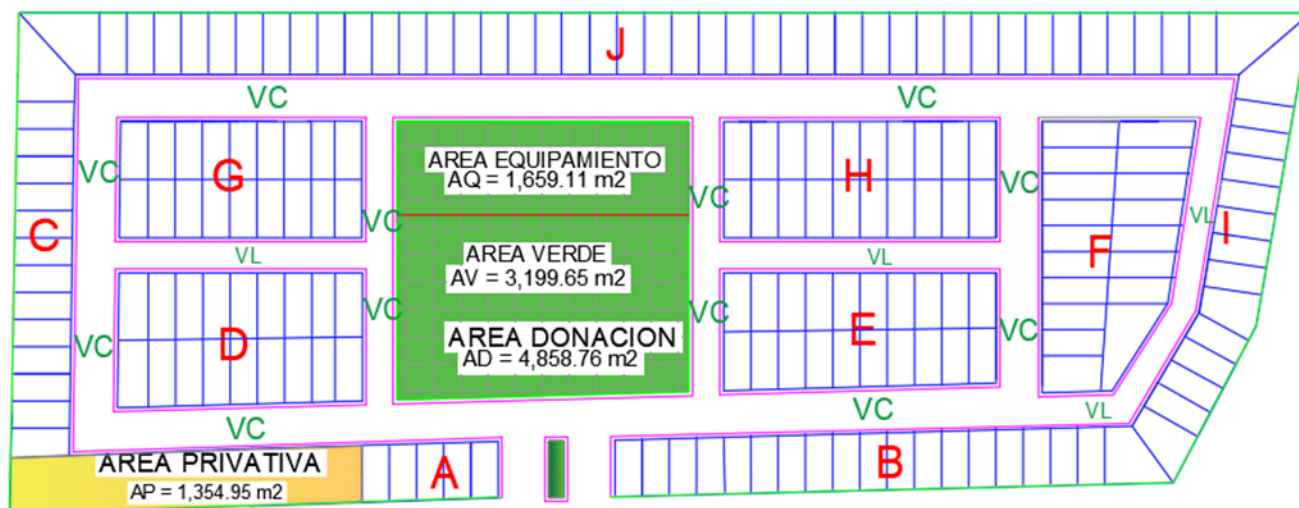 J
VC
VC
G
AREA EQUIPAMIENTO
AQ = 1,659.11 m2
H
VC
VC
VC
VC
C
VL
I
F
VL
AREA VERDE
AV = 3,199.65 m2
VL
D
VC
AREA DONACION
AD = 4,858.76 m2
VC
E
VC
VC
VC
VC
VL
AREA PRIVATIVA
AP = 1,354.95 m2
A
B